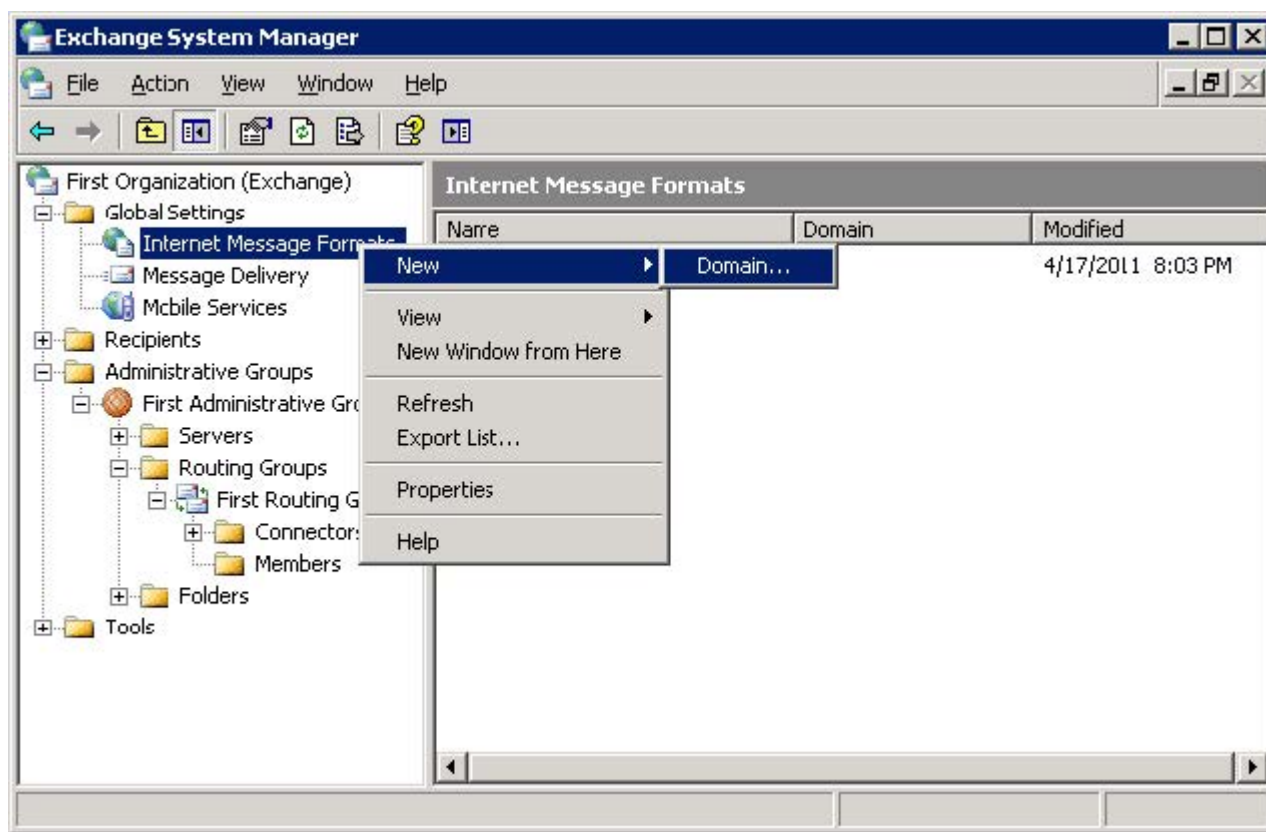 Exchange System Manager
File Action View Window Help
First Organization (Exchange)
Global Settings
Internet Message Formats
Message Delivery
Mobile Services
Recipients
Administrative Groups
First Administrative Gro
Servers
Routing Groups
First Routing G
Connectors
Members
Folders
Tools
New
View
New Window from Here
Refresh
Export List...
Properties
Help
Domain...
Internet Message Formats
Name Domain Modified
4/17/2011 8:03 PM